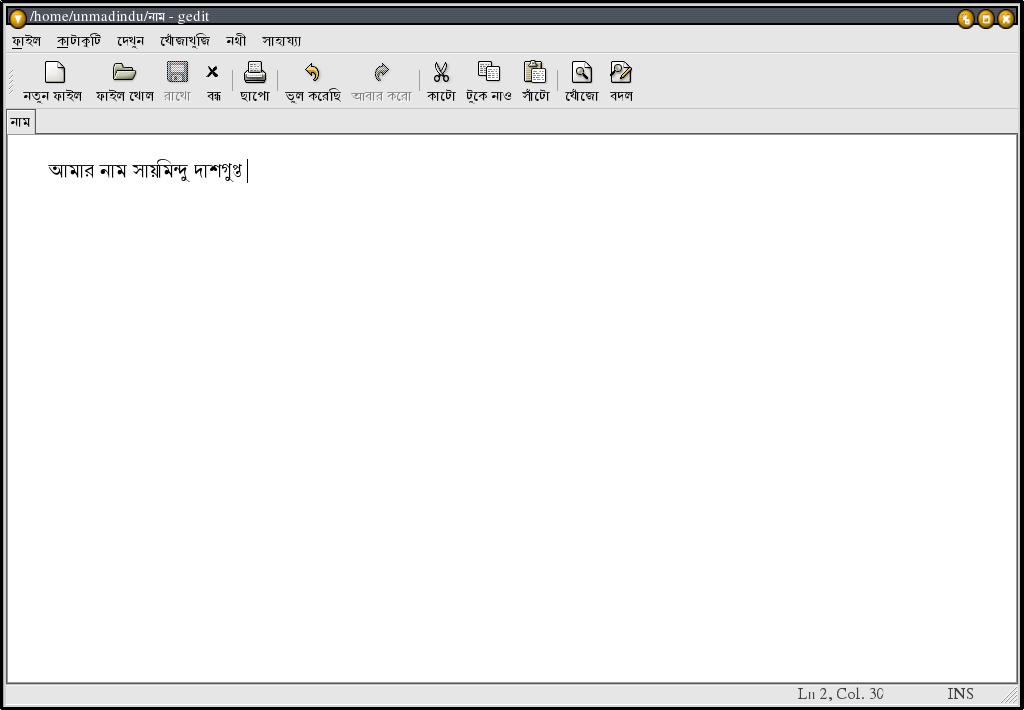 /home/unmadindu/নাম - gedit
ফাইল কাটাকুটি দেখুন খোঁজাখুজি নথী সাহায্য্য
নতুন ফাইল ফাইল খোল রাখো বন্ধ ছাপো ভূল করেছি আবার করো কাটো টুকে নাও সাঁটো খোঁজো বদল
নাম
আমার নাম সায়মিন্দু দাশগুপ্ত
Ln 2, Col. 30 INS